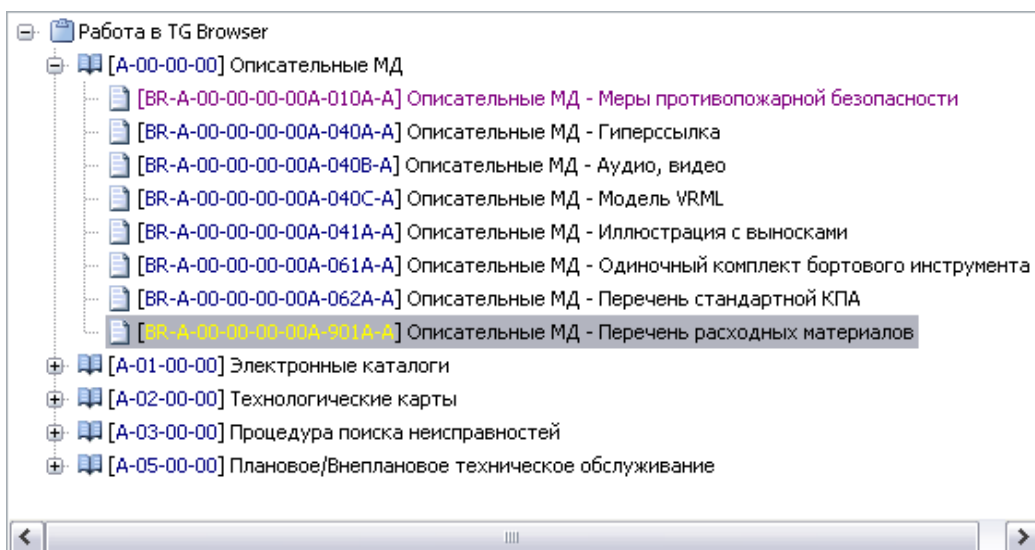 Работа в TG Browser
[A-00-00-00] Описательные МД
[BR-A-00-00-00-00A-010A-A] Описательные МД - Меры противопожарной безопасности
[BR-A-00-00-00-00A-040A-A] Описательные МД - Гиперссылка
[BR-A-00-00-00-00A-040B-A] Описательные МД - Аудио, видео
[BR-A-00-00-00-00A-040C-A] Описательные МД - Модель VRML
[BR-A-00-00-00-00A-041A-A] Описательные МД - Иллюстрация с выносками
[BR-A-00-00-00-00A-061A-A] Описательные МД - Одиночный комплект бортового инструмента
[BR-A-00-00-00-00A-062A-A] Описательные МД - Перечень стандартной КПА
[BR-A-00-00-00-00A-901A-A] Описательные МД - Перечень расходных материалов
[A-01-00-00] Электронные каталоги
[A-02-00-00] Технологические карты
[A-03-00-00] Процедура поиска неисправностей
[A-05-00-00] Плановое/Внеплановое техническое обслуживание